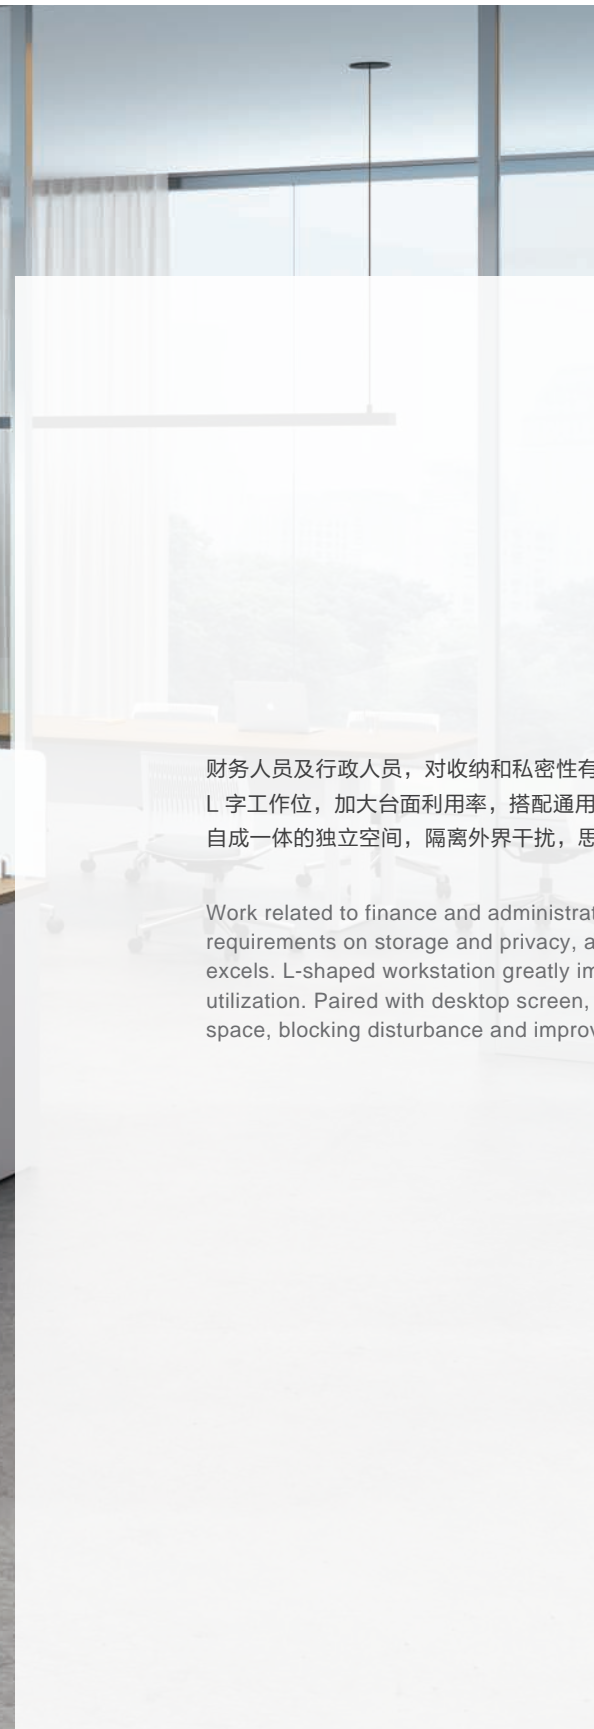 财务人员及行政人员，对收纳和私密性有
L 字工作位，加大台面利用率，搭配通用
自成一体的独立空间，隔离外界干扰，思
Work related to finance and administrat
requirements on storage and privacy, a
excels. L-shaped workstation greatly im
utilization. Paired with desktop screen,
space, blocking disturbance and improv